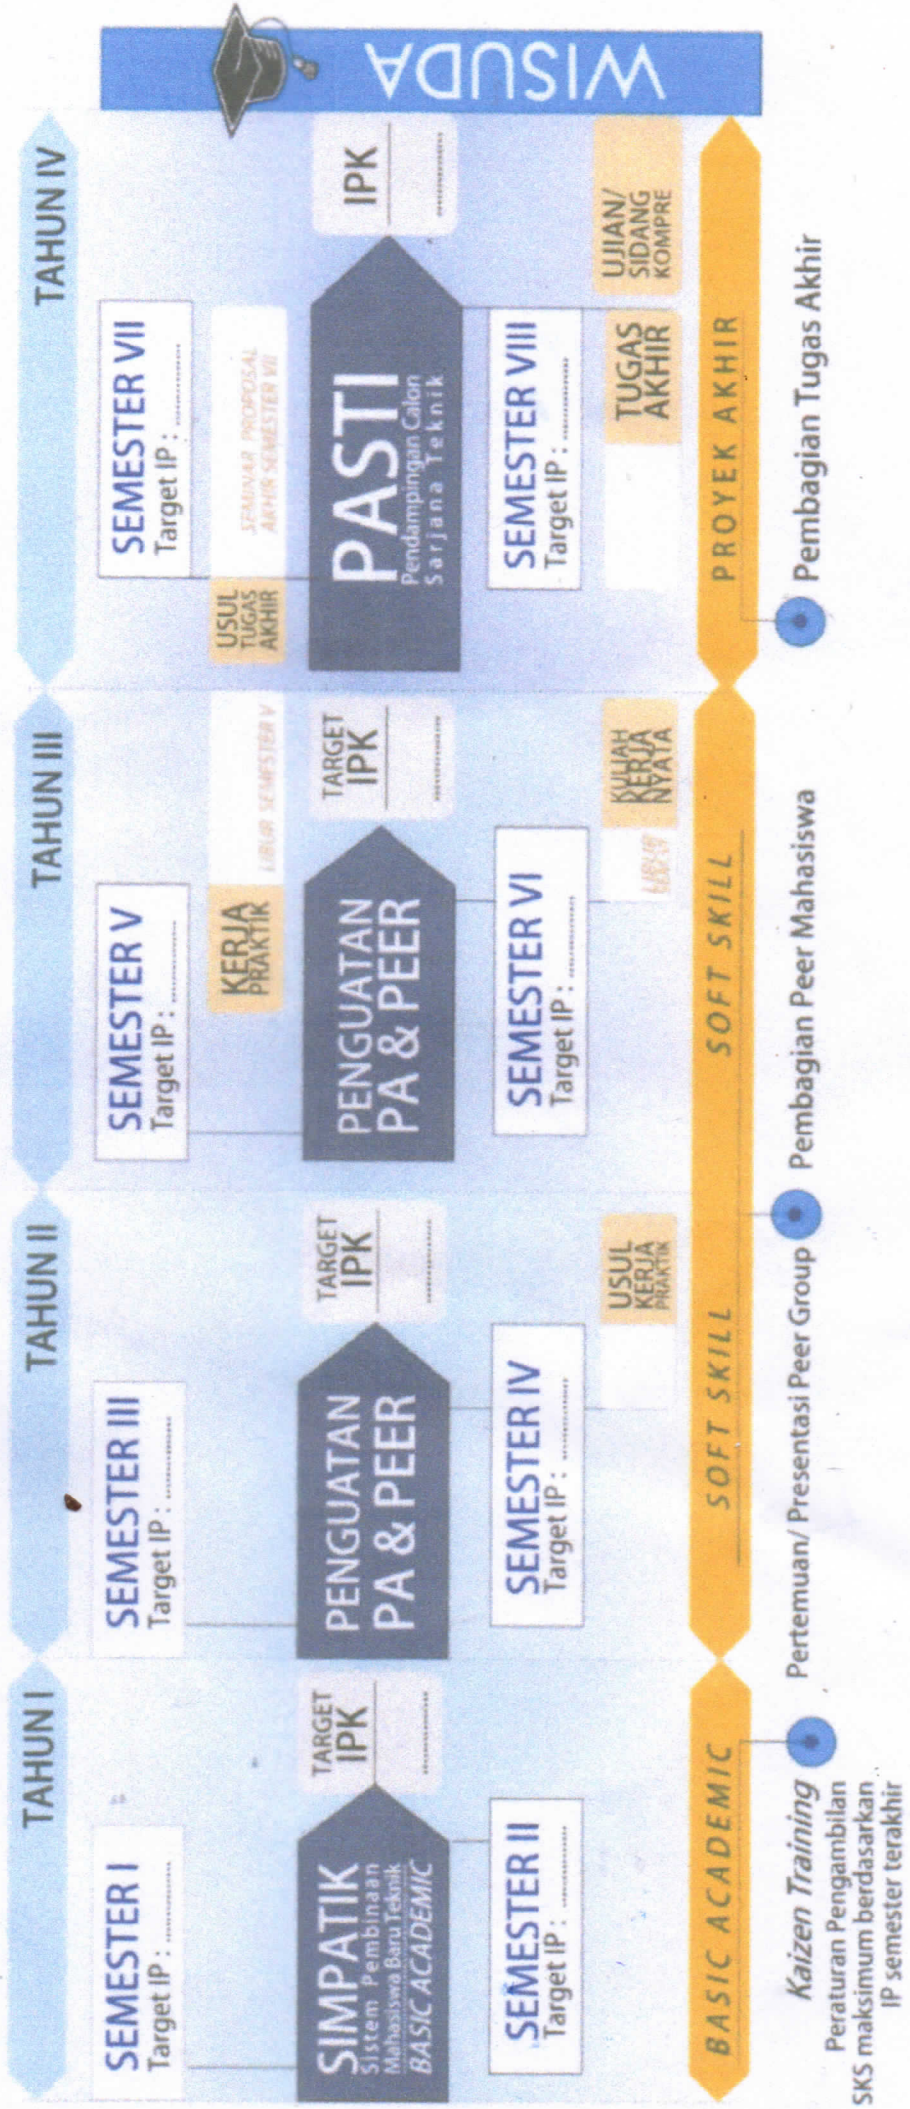 TAHUN I
TAHUN II
TAHUN III
TAHUN IV
SEMESTER I
Target IP : ..............
SEMESTER III
Target IP : ..............
SEMESTER V
Target IP : ..............
SEMESTER VII
Target IP : ..............
KERJA
PRAKTIK
LIBUR SEMESTER V
USUL
TUGAS
AKHIR
SEMINAR PROPOSAL
AKHIR SEMESTER VII
SIMPATIK
Sistem Pembinaan
Mahasiswa Baru Teknik
BASIC ACADEMIC
TARGET
IPK
..............
PENGUATAN
PA & PEER
TARGET
IPK
..............
PENGUATAN
PA & PEER
TARGET
IPK
..............
PASTI
Pendampingan Calon
Sarjana Teknik
IPK
..............
WISUDA
SEMESTER II
Target IP : ..............
SEMESTER IV
Target IP : ..............
SEMESTER VI
Target IP : ..............
SEMESTER VIII
Target IP : ..............
USUL
KERJA
PRAKTIK
KULIAH
KERJA
NYATA
TUGAS
AKHIR
UJIAN/
SIDANG
KOMPRE
BASIC ACADEMIC
SOFT SKILL
SOFT SKILL
PROYEK AKHIR
Kaizen Training
Peraturan Pengambilan
SKS maksimum berdasarkan
IP semester terakhir
Pertemuan/ Presentasi Peer Group
Pembagian Peer Mahasiswa
Pembagian Tugas Akhir